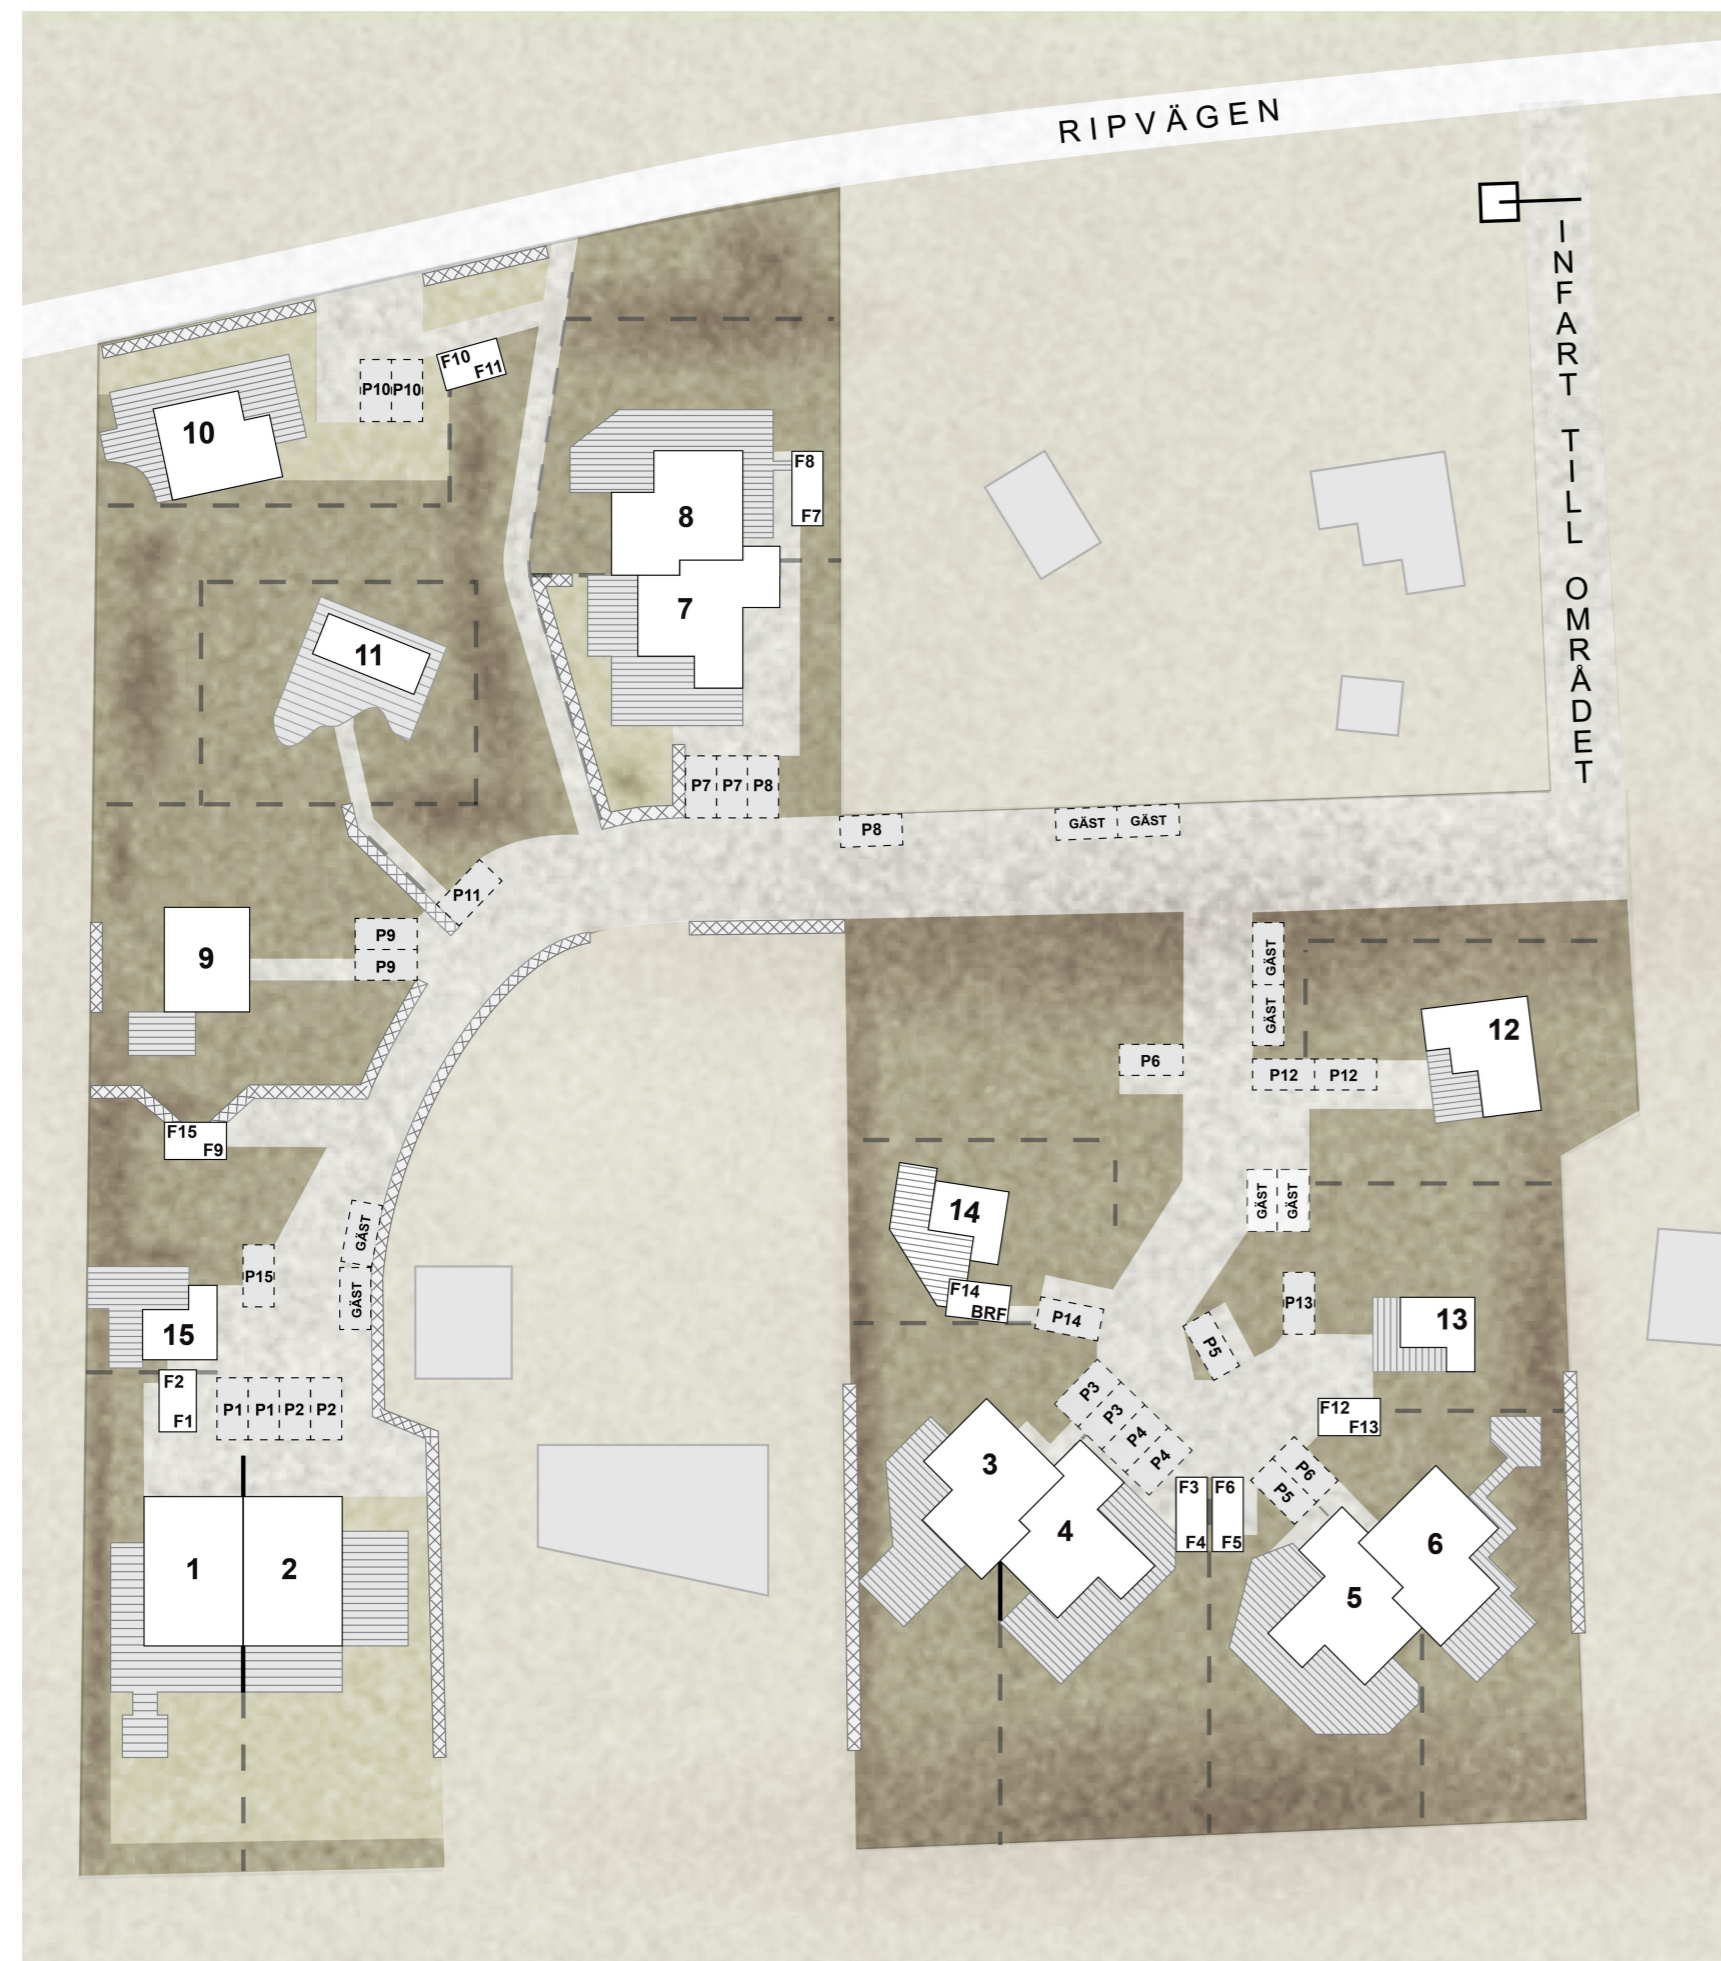 RIPVÄGEN
INFART TILL OMRÅDET
F10
F11
P10 P10
10
8
F8
F7
7
11
P7 P7 P8
P8
GÄST GÄST
P11
P9
P9
9
GÄST
GÄST
12
P6
P12 P12
F15
F9
14
GÄST GÄST
GÄST
GÄST
P15
15
F14
BRF
P14
P13
13
P5
F2
F1
P1 P1 P2 P2
P3
P3
P4
P4
F12
F13
3
4
F3
F4
F6
F5
P6
P5
6
5
1
2